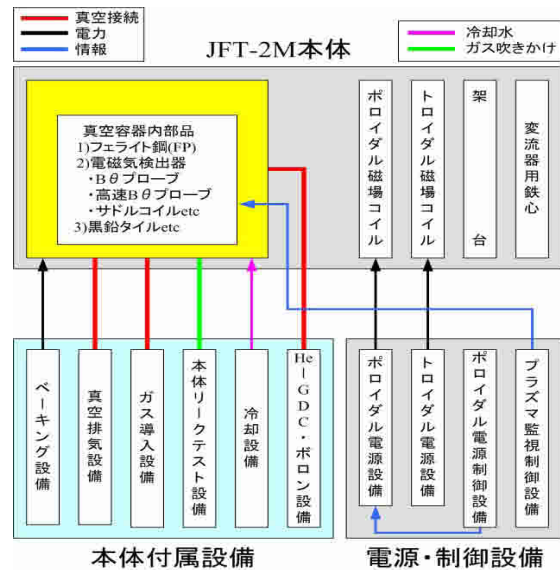 真空接続
電力
情報
冷却水
ガス吹きかけ
JFT-2M本体
真空容器内部品
1)フェライト鋼(FP)
2)電磁気検出器
・Bθプローブ
・高速Bθプローブ
・サドルコイルetc
3)黒鉛タイルetc
ポロイダル磁場コイル
トロイダル磁場コイル
架台
変流器用鉄心
ベーキング設備
真空排気設備
ガス導入設備
本体リークテスト設備
冷却設備
He－GDC・ボロン設備
ポロイダル電源設備
トロイダル電源設備
ポロイダル電源制御設備
プラズマ監視制御設備
本体付属設備
電源・制御設備